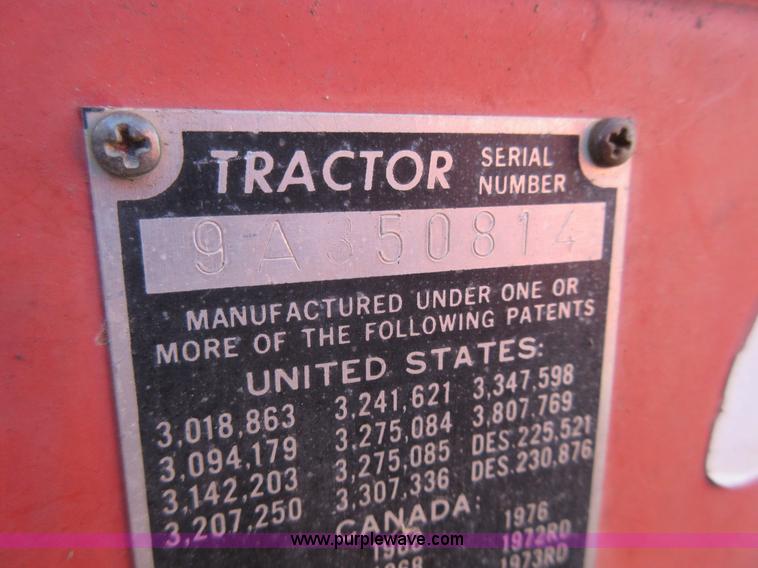 TRACTOR SERIAL NUMBER
9A350814
MANUFACTURED UNDER ONE OR
MORE OF THE FOLLOWING PATENTS
UNITED STATES:
3,018,863 3,241,621 3,347,598
3,094,179 3,275,084 3,807,769
3,142,203 3,275,085 DES.225,521
3,207,250 3,307,336 DES.230,876
CANADA:
1976
1972RD
1973RD
www.purplewave.com